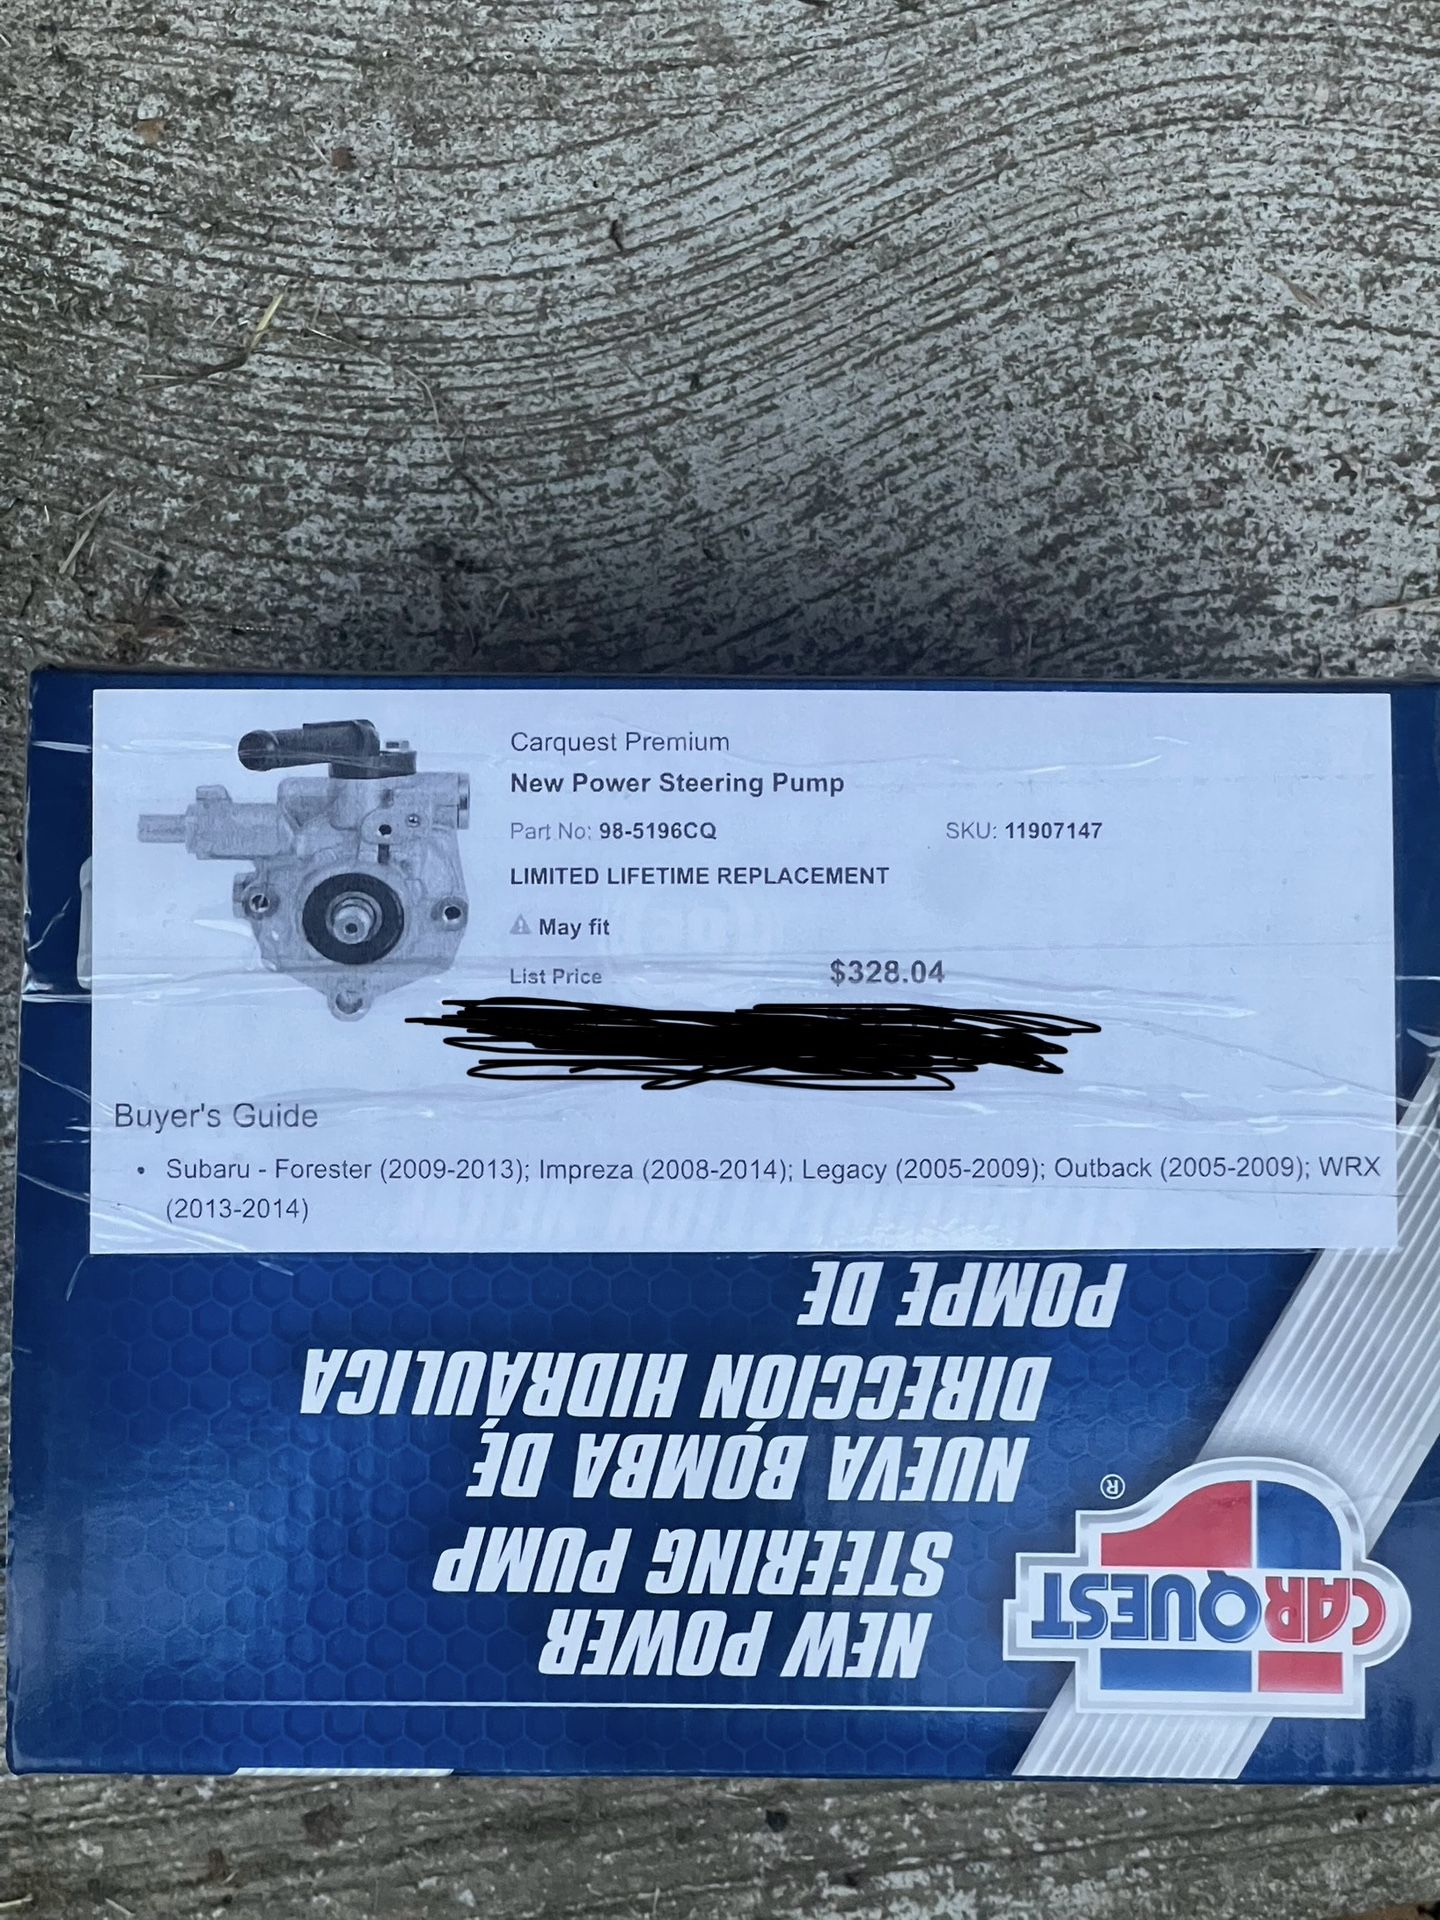 Carquest Premium
New Power Steering Pump
Part No: 98-5196CQ SKU: 11907147
LIMITED LIFETIME REPLACEMENT
May fit
List Price $328.04
Buyer's Guide
• Subaru - Forester (2009-2013); Impreza (2008-2014); Legacy (2005-2009); Outback (2005-2009); WRX
(2013-2014)
NEW POWER
STEERING PUMP
NUEVA BOMBA DE
DIRECCIÓN HIDRÁULICA
POMPE DE
CARQUEST
®